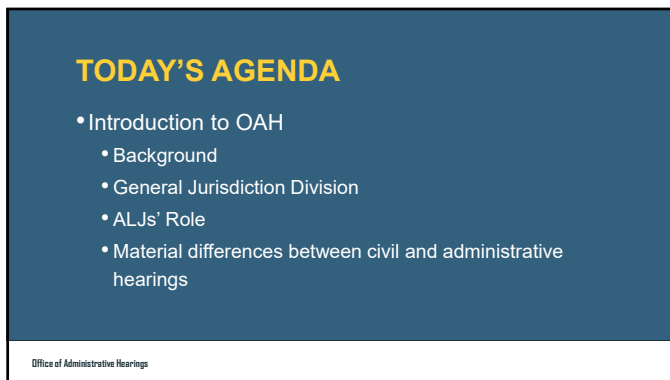 TODAY’S AGENDA
•Introduction to OAH
• Background
• General Jurisdiction Division
• ALJs’ Role
• Material differences between civil and administrative
hearings
Office of Administrative Hearings